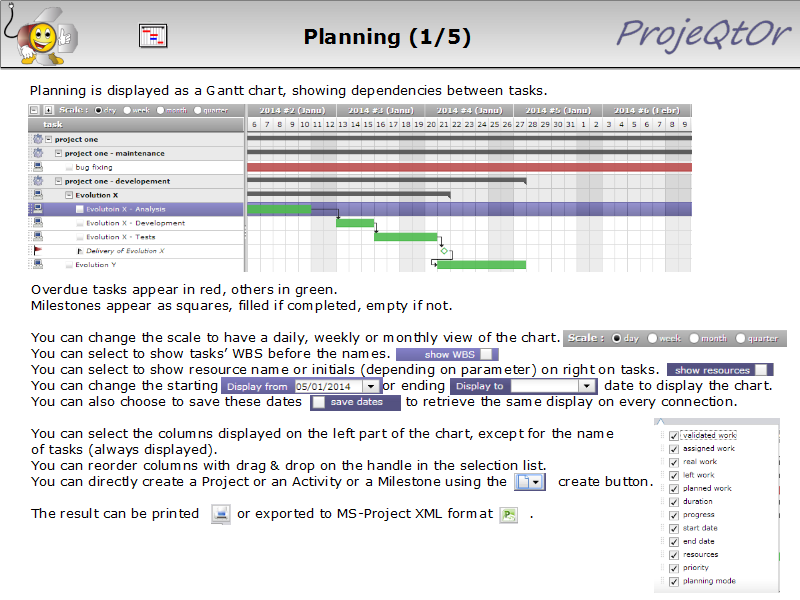 Planning (1/5)
ProjeQtOr
Planning is displayed as a Gantt chart, showing dependencies between tasks.
Scale : day week month quarter 2014 #2 (Janu) 2014 #3 (Janu) 2014 #4 (Janu) 2014 #5 (Janu) 2014 #6 (Febr)
task 6 7 8 9 10 11 12 13 14 15 16 17 18 19 20 21 22 23 24 25 26 27 28 29 30 31 1 2 3 4 5 6 7 8 9
project one
project one - maintenance
bug fixing
project one - developement
Evolution X
Evolutoin X - Analysis
Evolution X - Development
Evolution X - Tests
Delivery of Evolution X
Evolution Y
Overdue tasks appear in red, others in green.
Milestones appear as squares, filled if completed, empty if not.
You can change the scale to have a daily, weekly or monthly view of the chart. Scale : day week month quarter
You can select to show tasks' WBS before the names. show WBS
You can select to show resource name or initials (depending on parameter) on right on tasks. show resources
You can change the starting Display from 05/01/2014 or ending Display to date to display the chart.
You can also choose to save these dates save dates to retrieve the same display on every connection.
You can select the columns displayed on the left part of the chart, except for the name
of tasks (always displayed).
You can reorder columns with drag & drop on the handle in the selection list.
You can directly create a Project or an Activity or a Milestone using the create button.
The result can be printed or exported to MS-Project XML format .
validated work
assigned work
real work
left work
planned work
duration
progress
start date
end date
resources
priority
planning mode